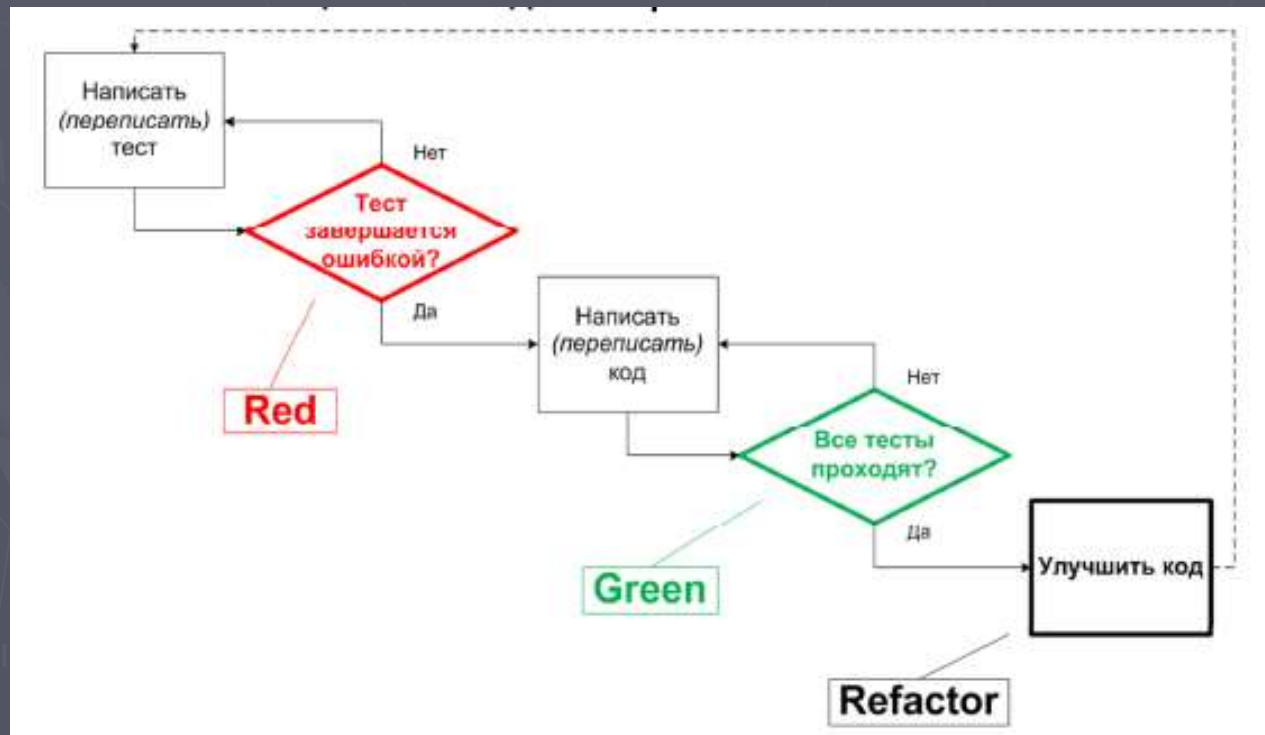 Написать
(переписать)
тест
Нет
Тест
завершается
ошибкой?
Да
Написать
(переписать)
код
Red
Нет
Все тесты
проходят?
Да
Улучшить код
Green
Refactor